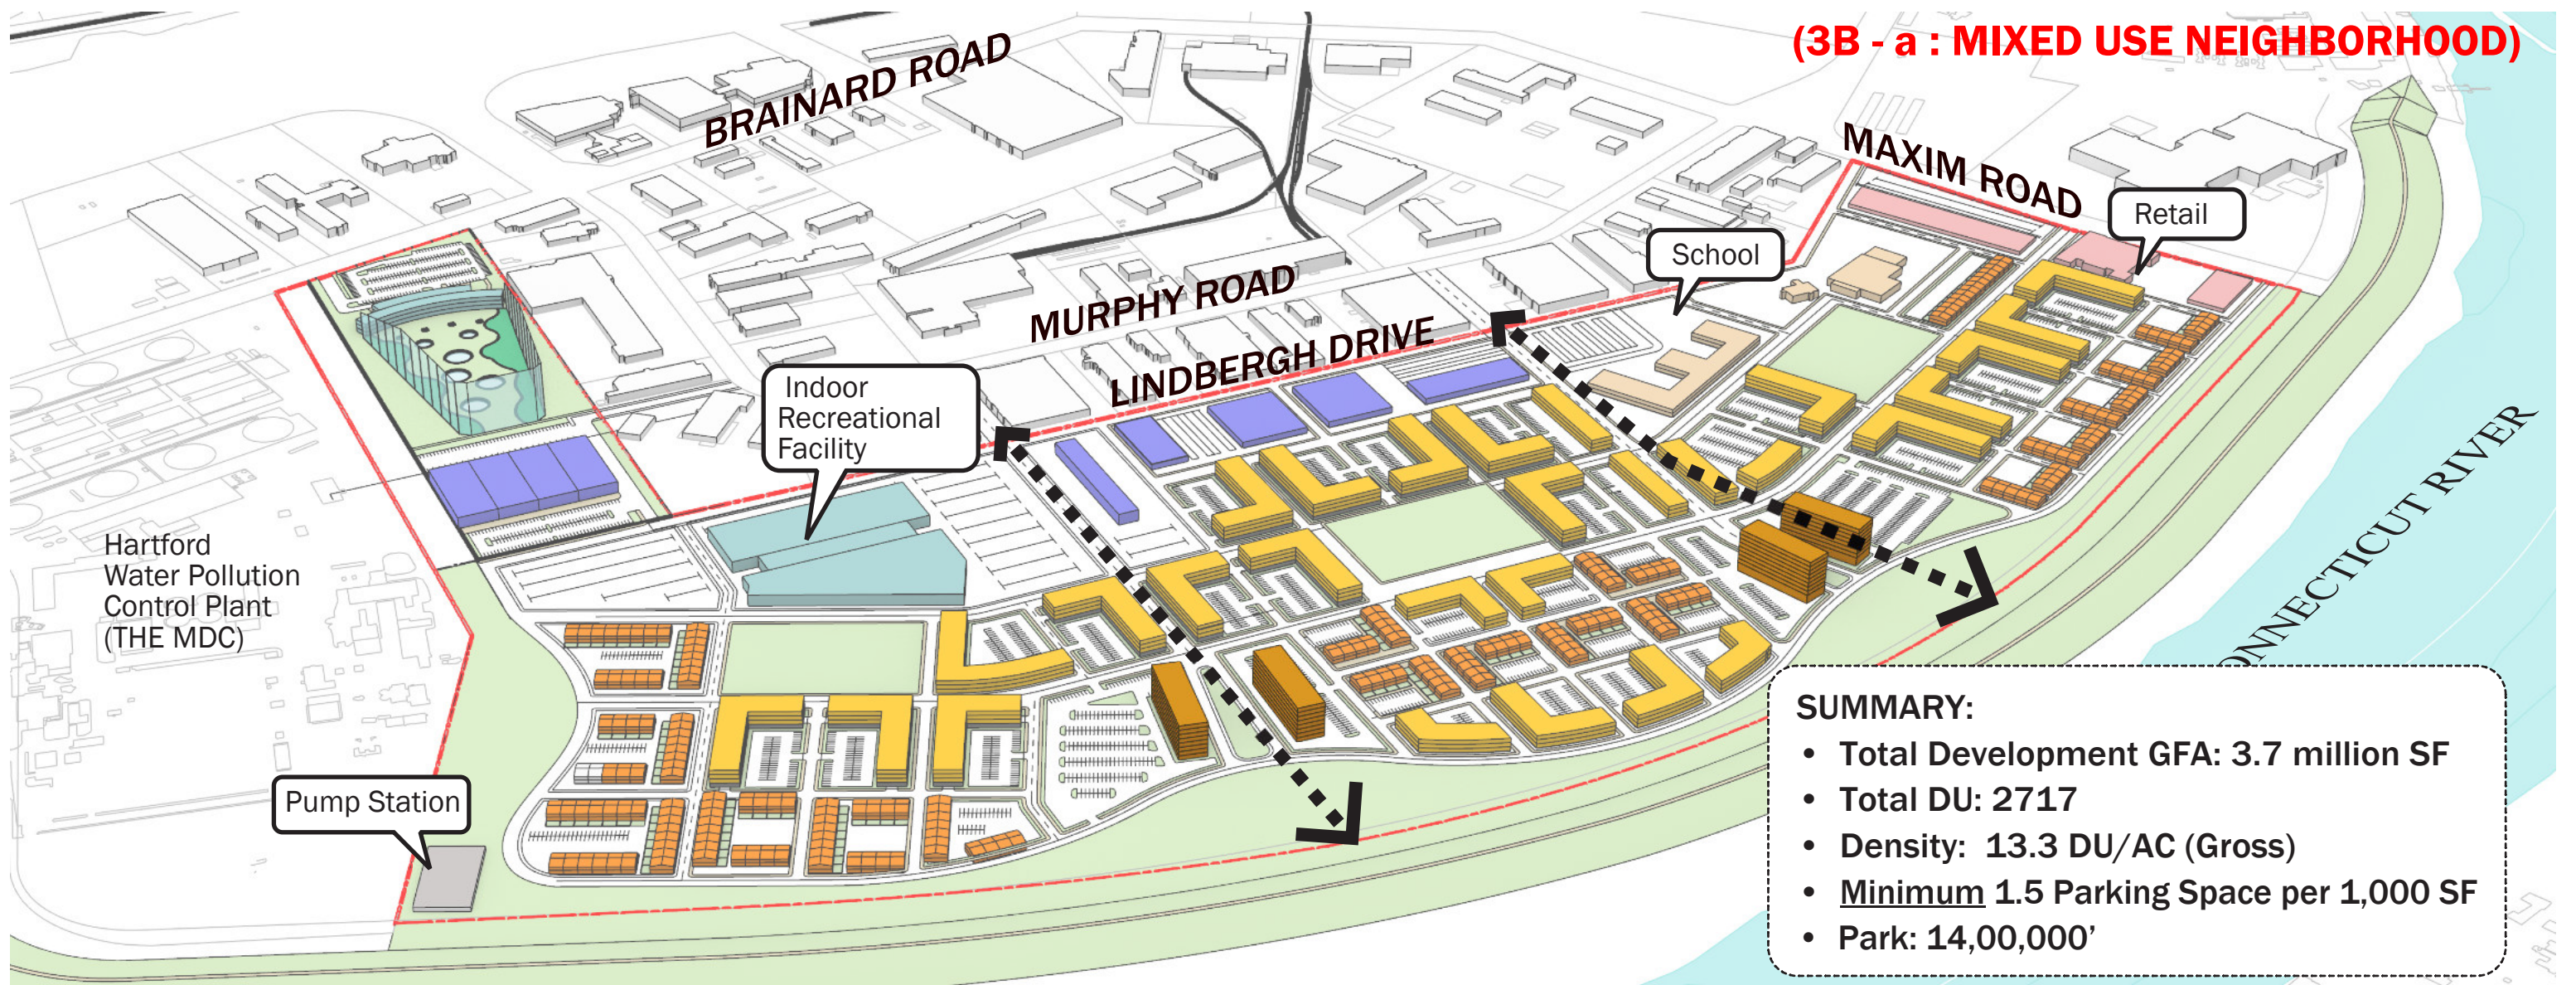 (3B - a : MIXED USE NEIGHBORHOOD)
BRAINARD ROAD
MAXIM ROAD
Retail
School
MURPHY ROAD
LINDBERGH DRIVE
Indoor
Recreational
Facility
Hartford
Water Pollution
Control Plant
(THE MDC)
Pump Station
ONNECTICUT RIVER
SUMMARY:
• Total Development GFA: 3.7 million SF
• Total DU: 2717
• Density: 13.3 DU/AC (Gross)
• Minimum 1.5 Parking Space per 1,000 SF
• Park: 14,00,000’